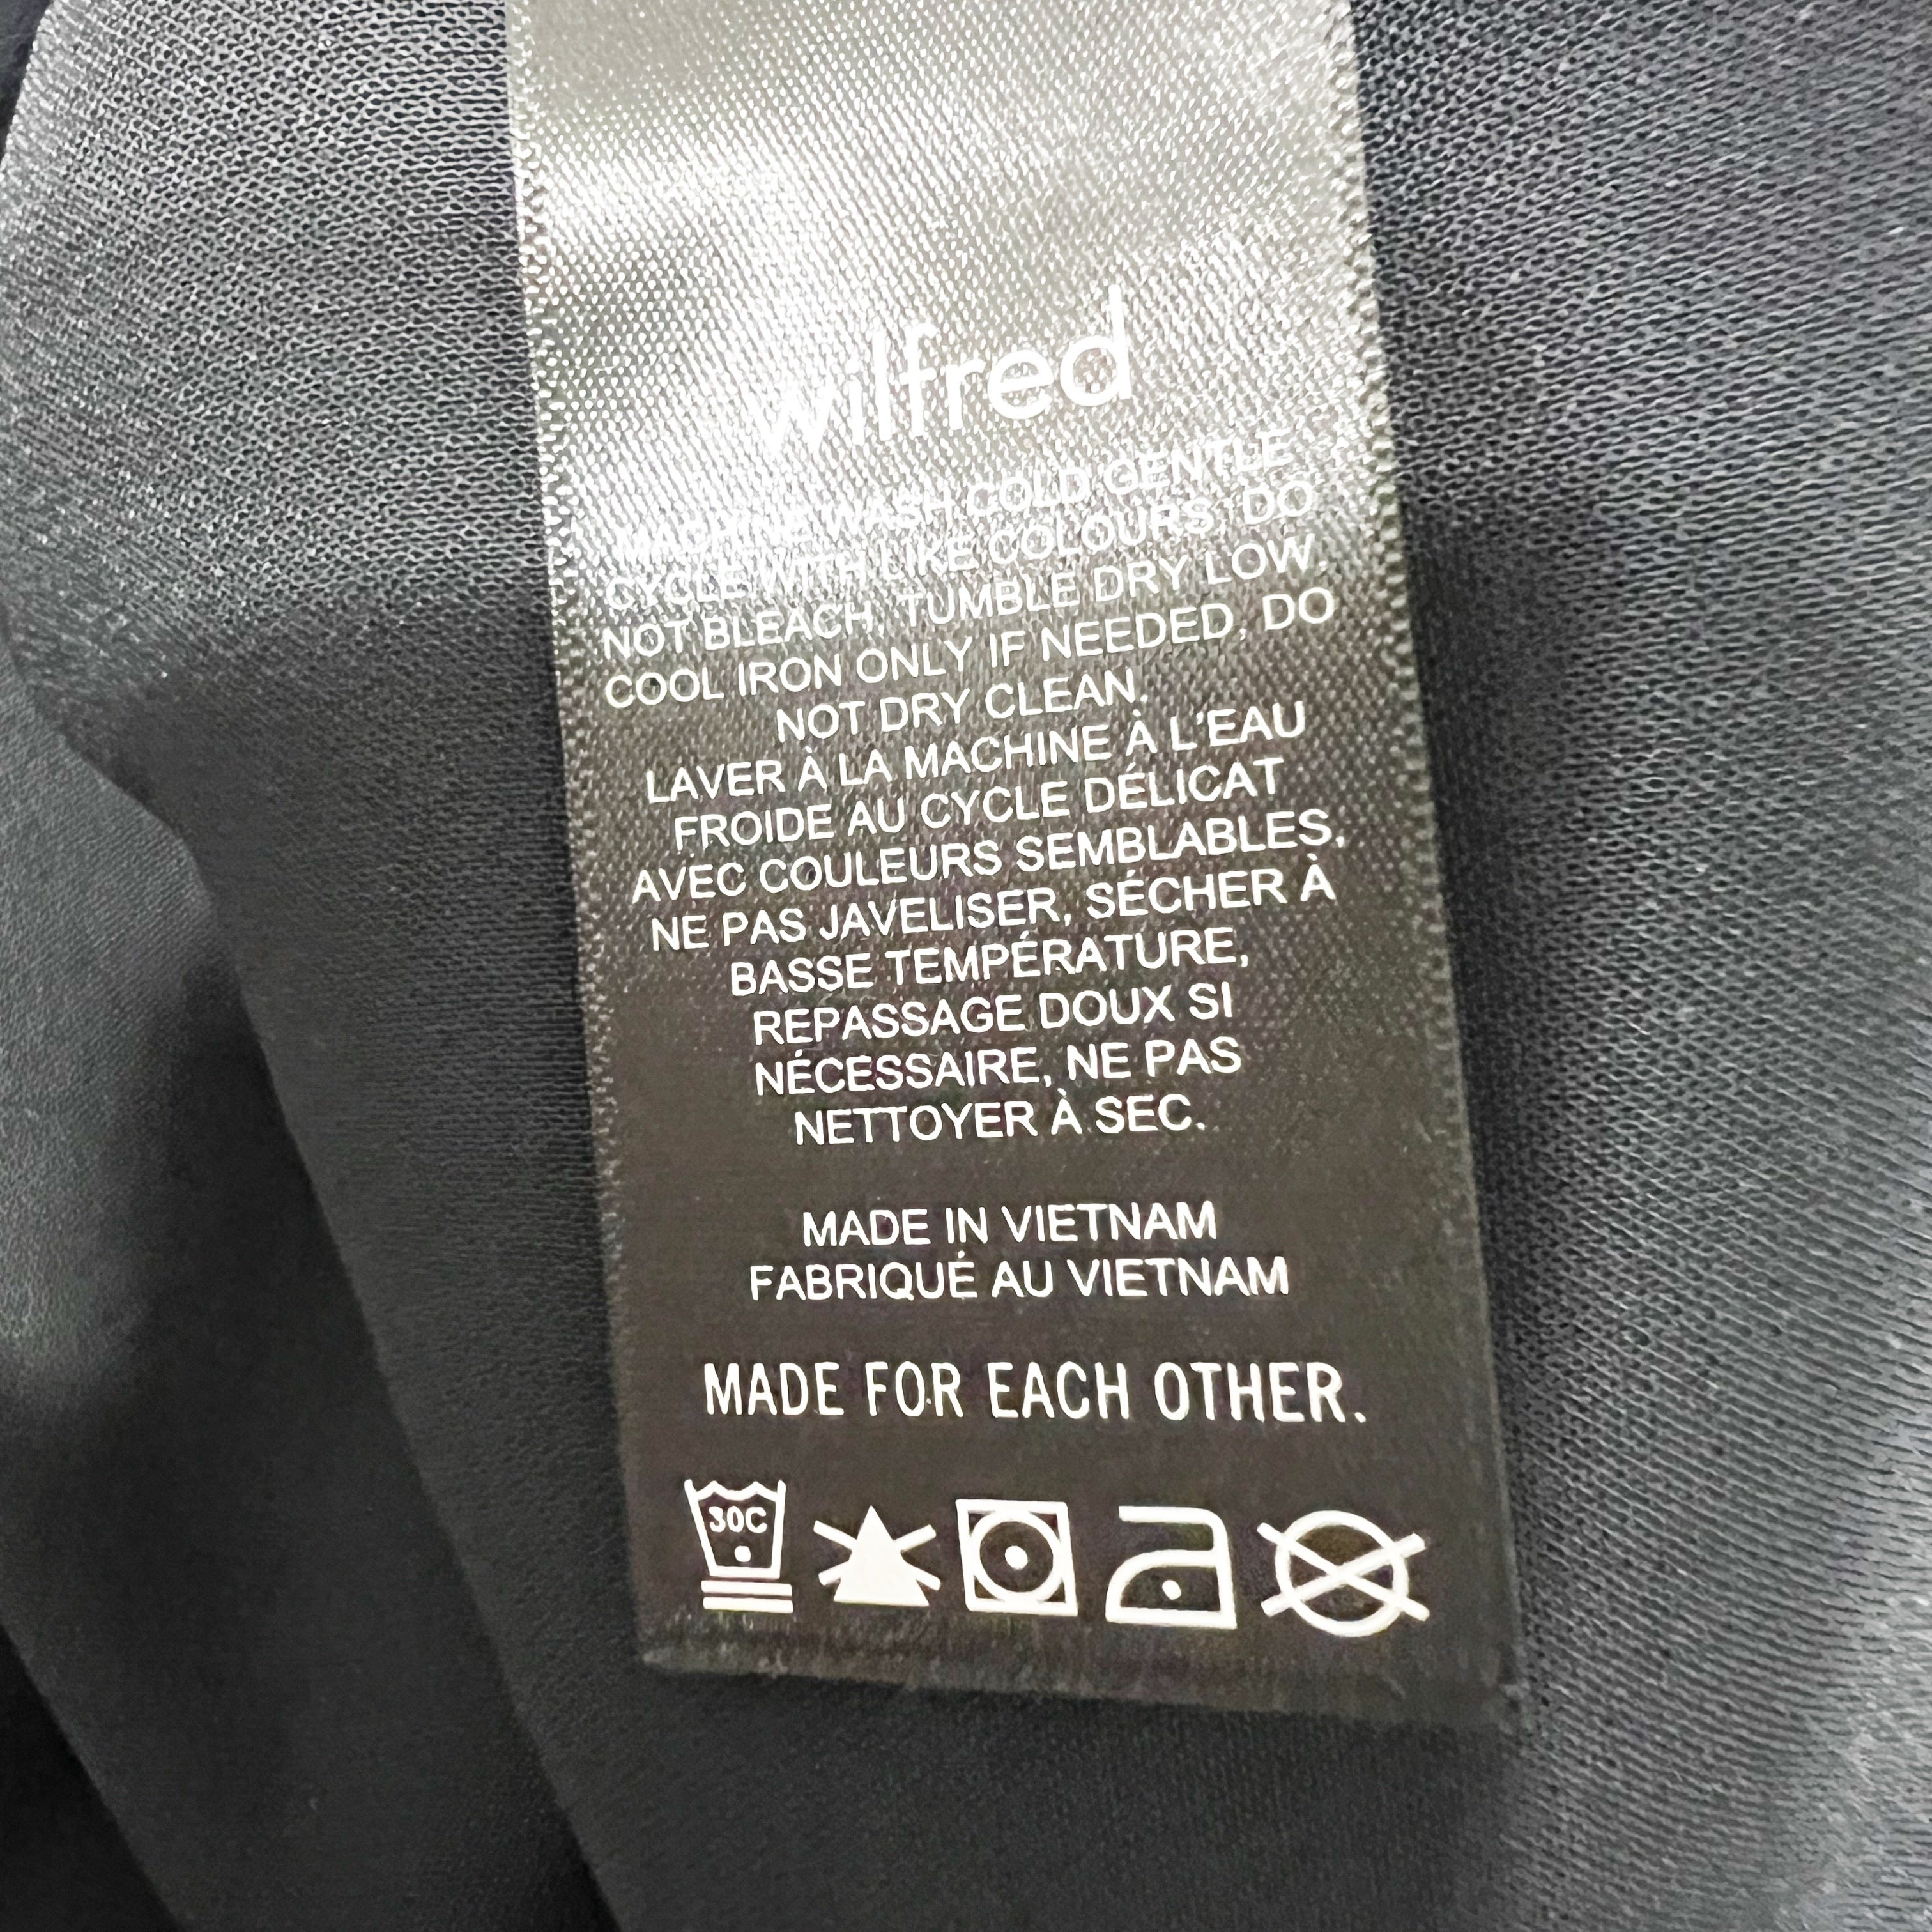 wilfred
MACHINE WASH COLD GENTLE
CYCLE WITH LIKE COLOURS, DO
NOT BLEACH, TUMBLE DRY LOW.
COOL IRON ONLY IF NEEDED, DO
NOT DRY CLEAN.
LAVER À LA MACHINE À L'EAU
FROIDE AU CYCLE DÉLICAT
AVEC COULEURS SEMBLABLES,
NE PAS JAVELISER, SÉCHER À
BASSE TEMPÉRATURE,
REPASSAGE DOUX SI
NÉCESSAIRE, NE PAS
NETTOYER À SEC.
MADE IN VIETNAM
FABRIQUÉ AU VIETNAM
MADE FOR EACH OTHER.
30C